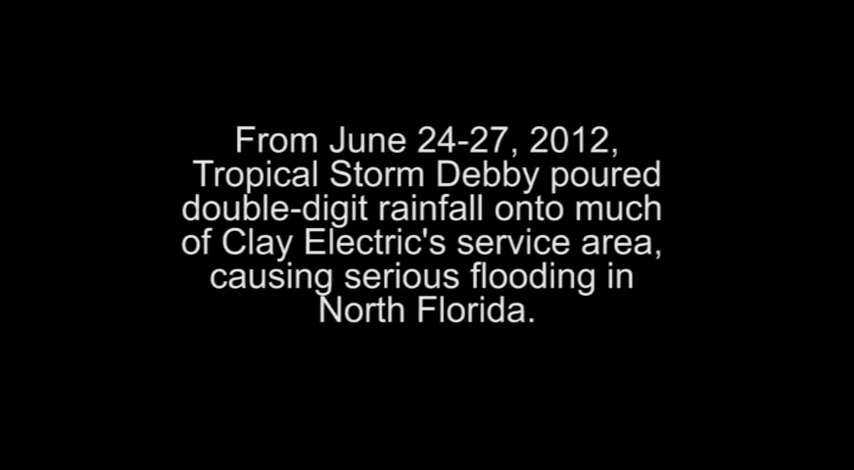 From June 24-27, 2012,
Tropical Storm Debby poured
double-digit rainfall onto much
of Clay Electric's service area,
causing serious flooding in
North Florida.